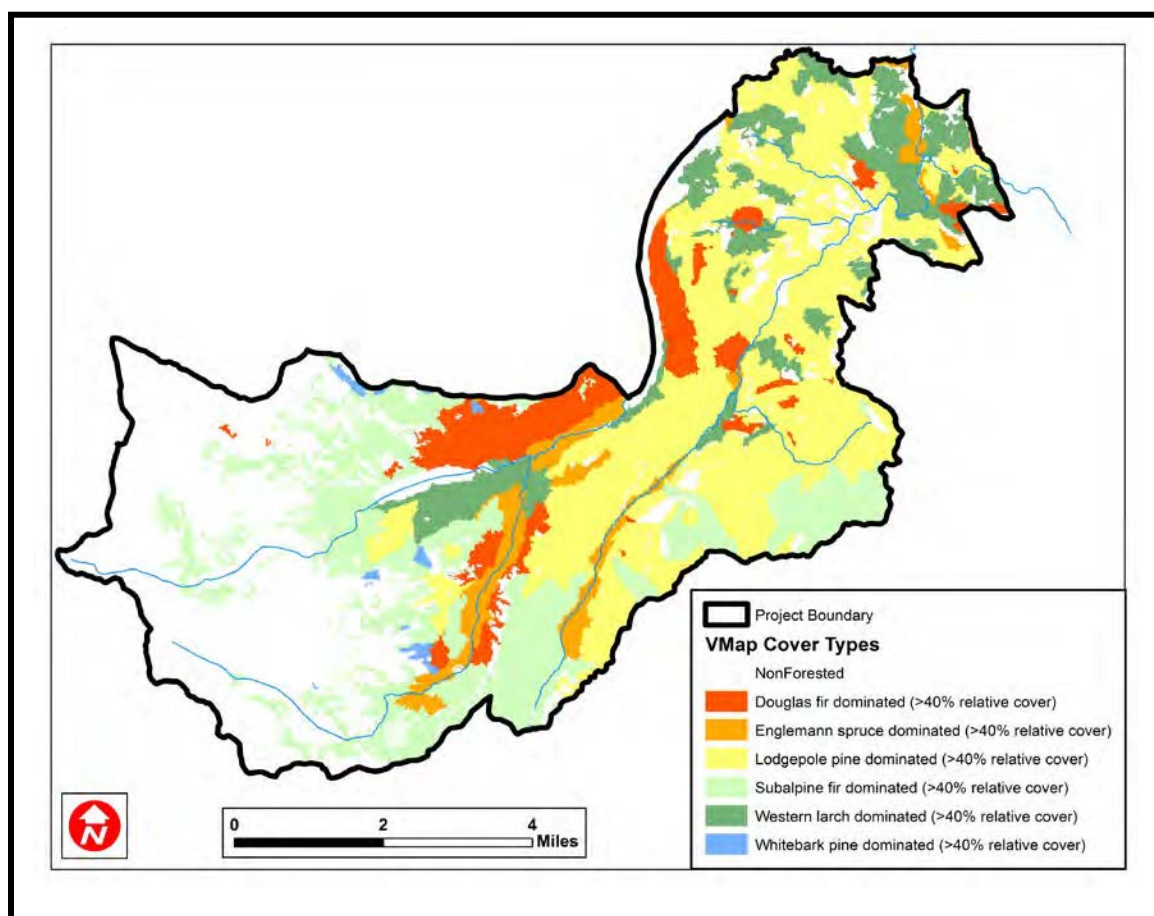 Project Boundary
VMap Cover Types
NonForested
Douglas fir dominated (>40% relative cover)
Englemann spruce dominated (>40% relative cover)
Lodgepole pine dominated (>40% relative cover)
Subalpine fir dominated (>40% relative cover)
Western larch dominated (>40% relative cover)
Whitebark pine dominated (>40% relative cover)
N
0 2 4
Miles